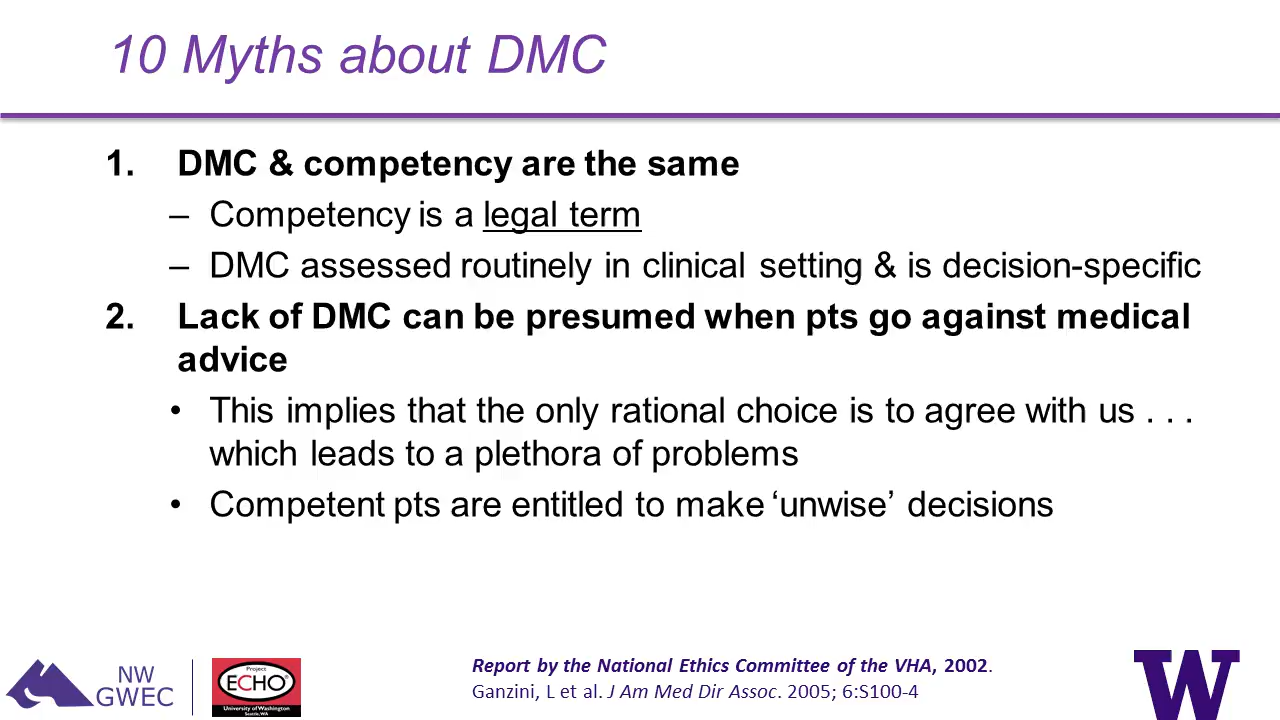 10 Myths about DMC
1. DMC & competency are the same
– Competency is a legal term
– DMC assessed routinely in clinical setting & is decision-specific
2. Lack of DMC can be presumed when pts go against medical
advice
• This implies that the only rational choice is to agree with us . . .
which leads to a plethora of problems
• Competent pts are entitled to make ‘unwise’ decisions
NW
GWEC
Project
ECHO®
University of Washington
Seattle, WA
Report by the National Ethics Committee of the VHA, 2002.
Ganzini, L et al. J Am Med Dir Assoc. 2005; 6:S100-4
W